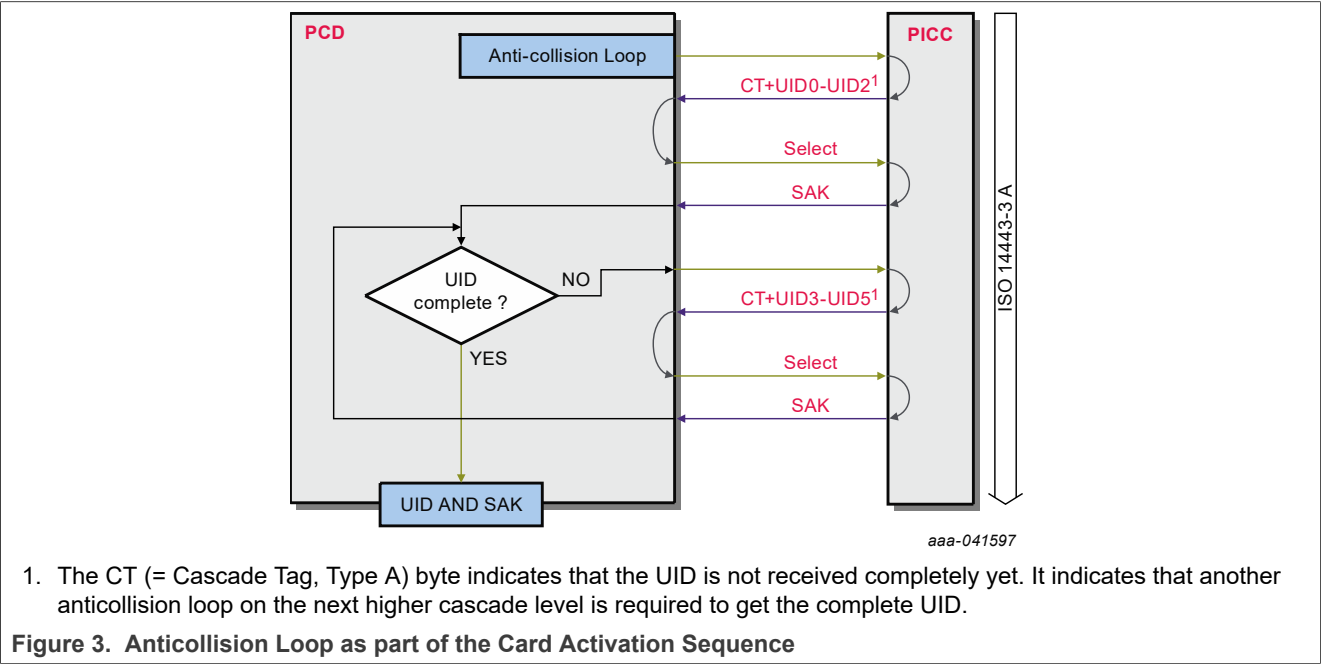 PCD
PICC
Anti-collision Loop
CT+UID0-UID2¹
Select
SAK
UID
complete ?
NO
CT+UID3-UID5¹
YES
Select
SAK
UID AND SAK
ISO 14443-3 A
aaa-041597
1. The CT (= Cascade Tag, Type A) byte indicates that the UID is not received completely yet. It indicates that another
anticollision loop on the next higher cascade level is required to get the complete UID.
Figure 3. Anticollision Loop as part of the Card Activation Sequence